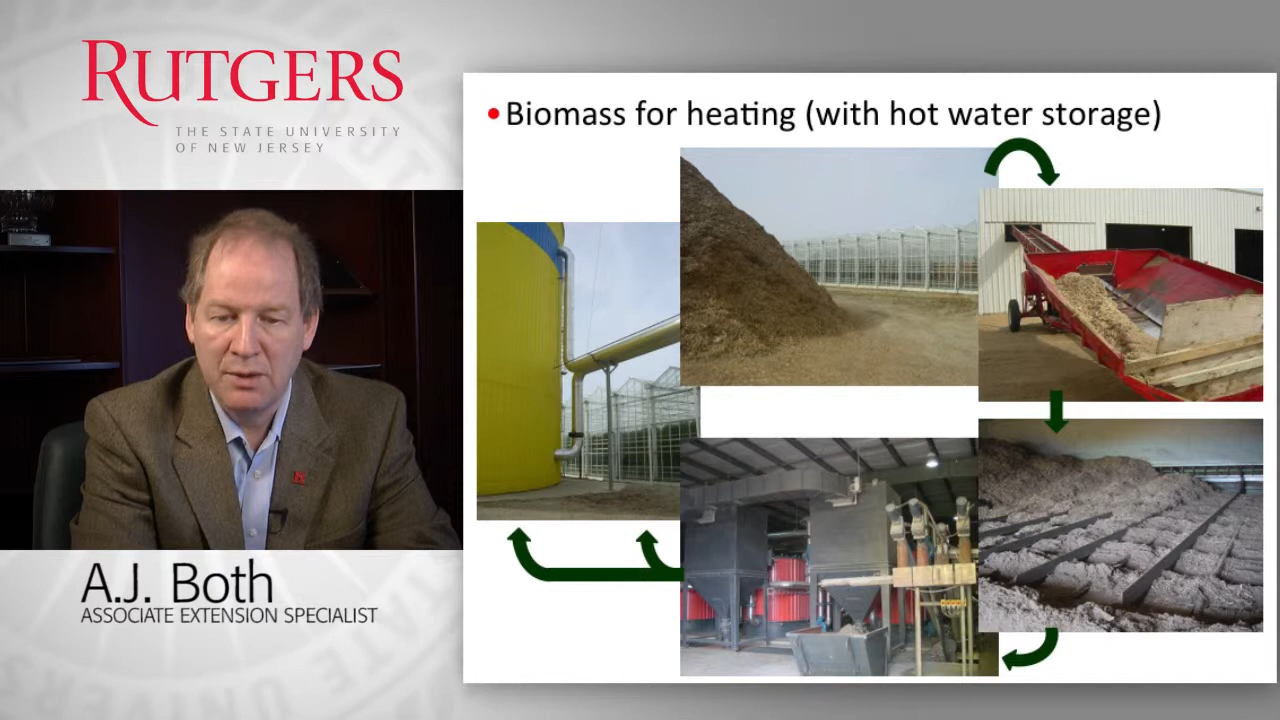 RUTGERS
THE STATE UNIVERSITY
OF NEW JERSEY
•Biomass for heating (with hot water storage)
A.J. Both
ASSOCIATE EXTENSION SPECIALIST